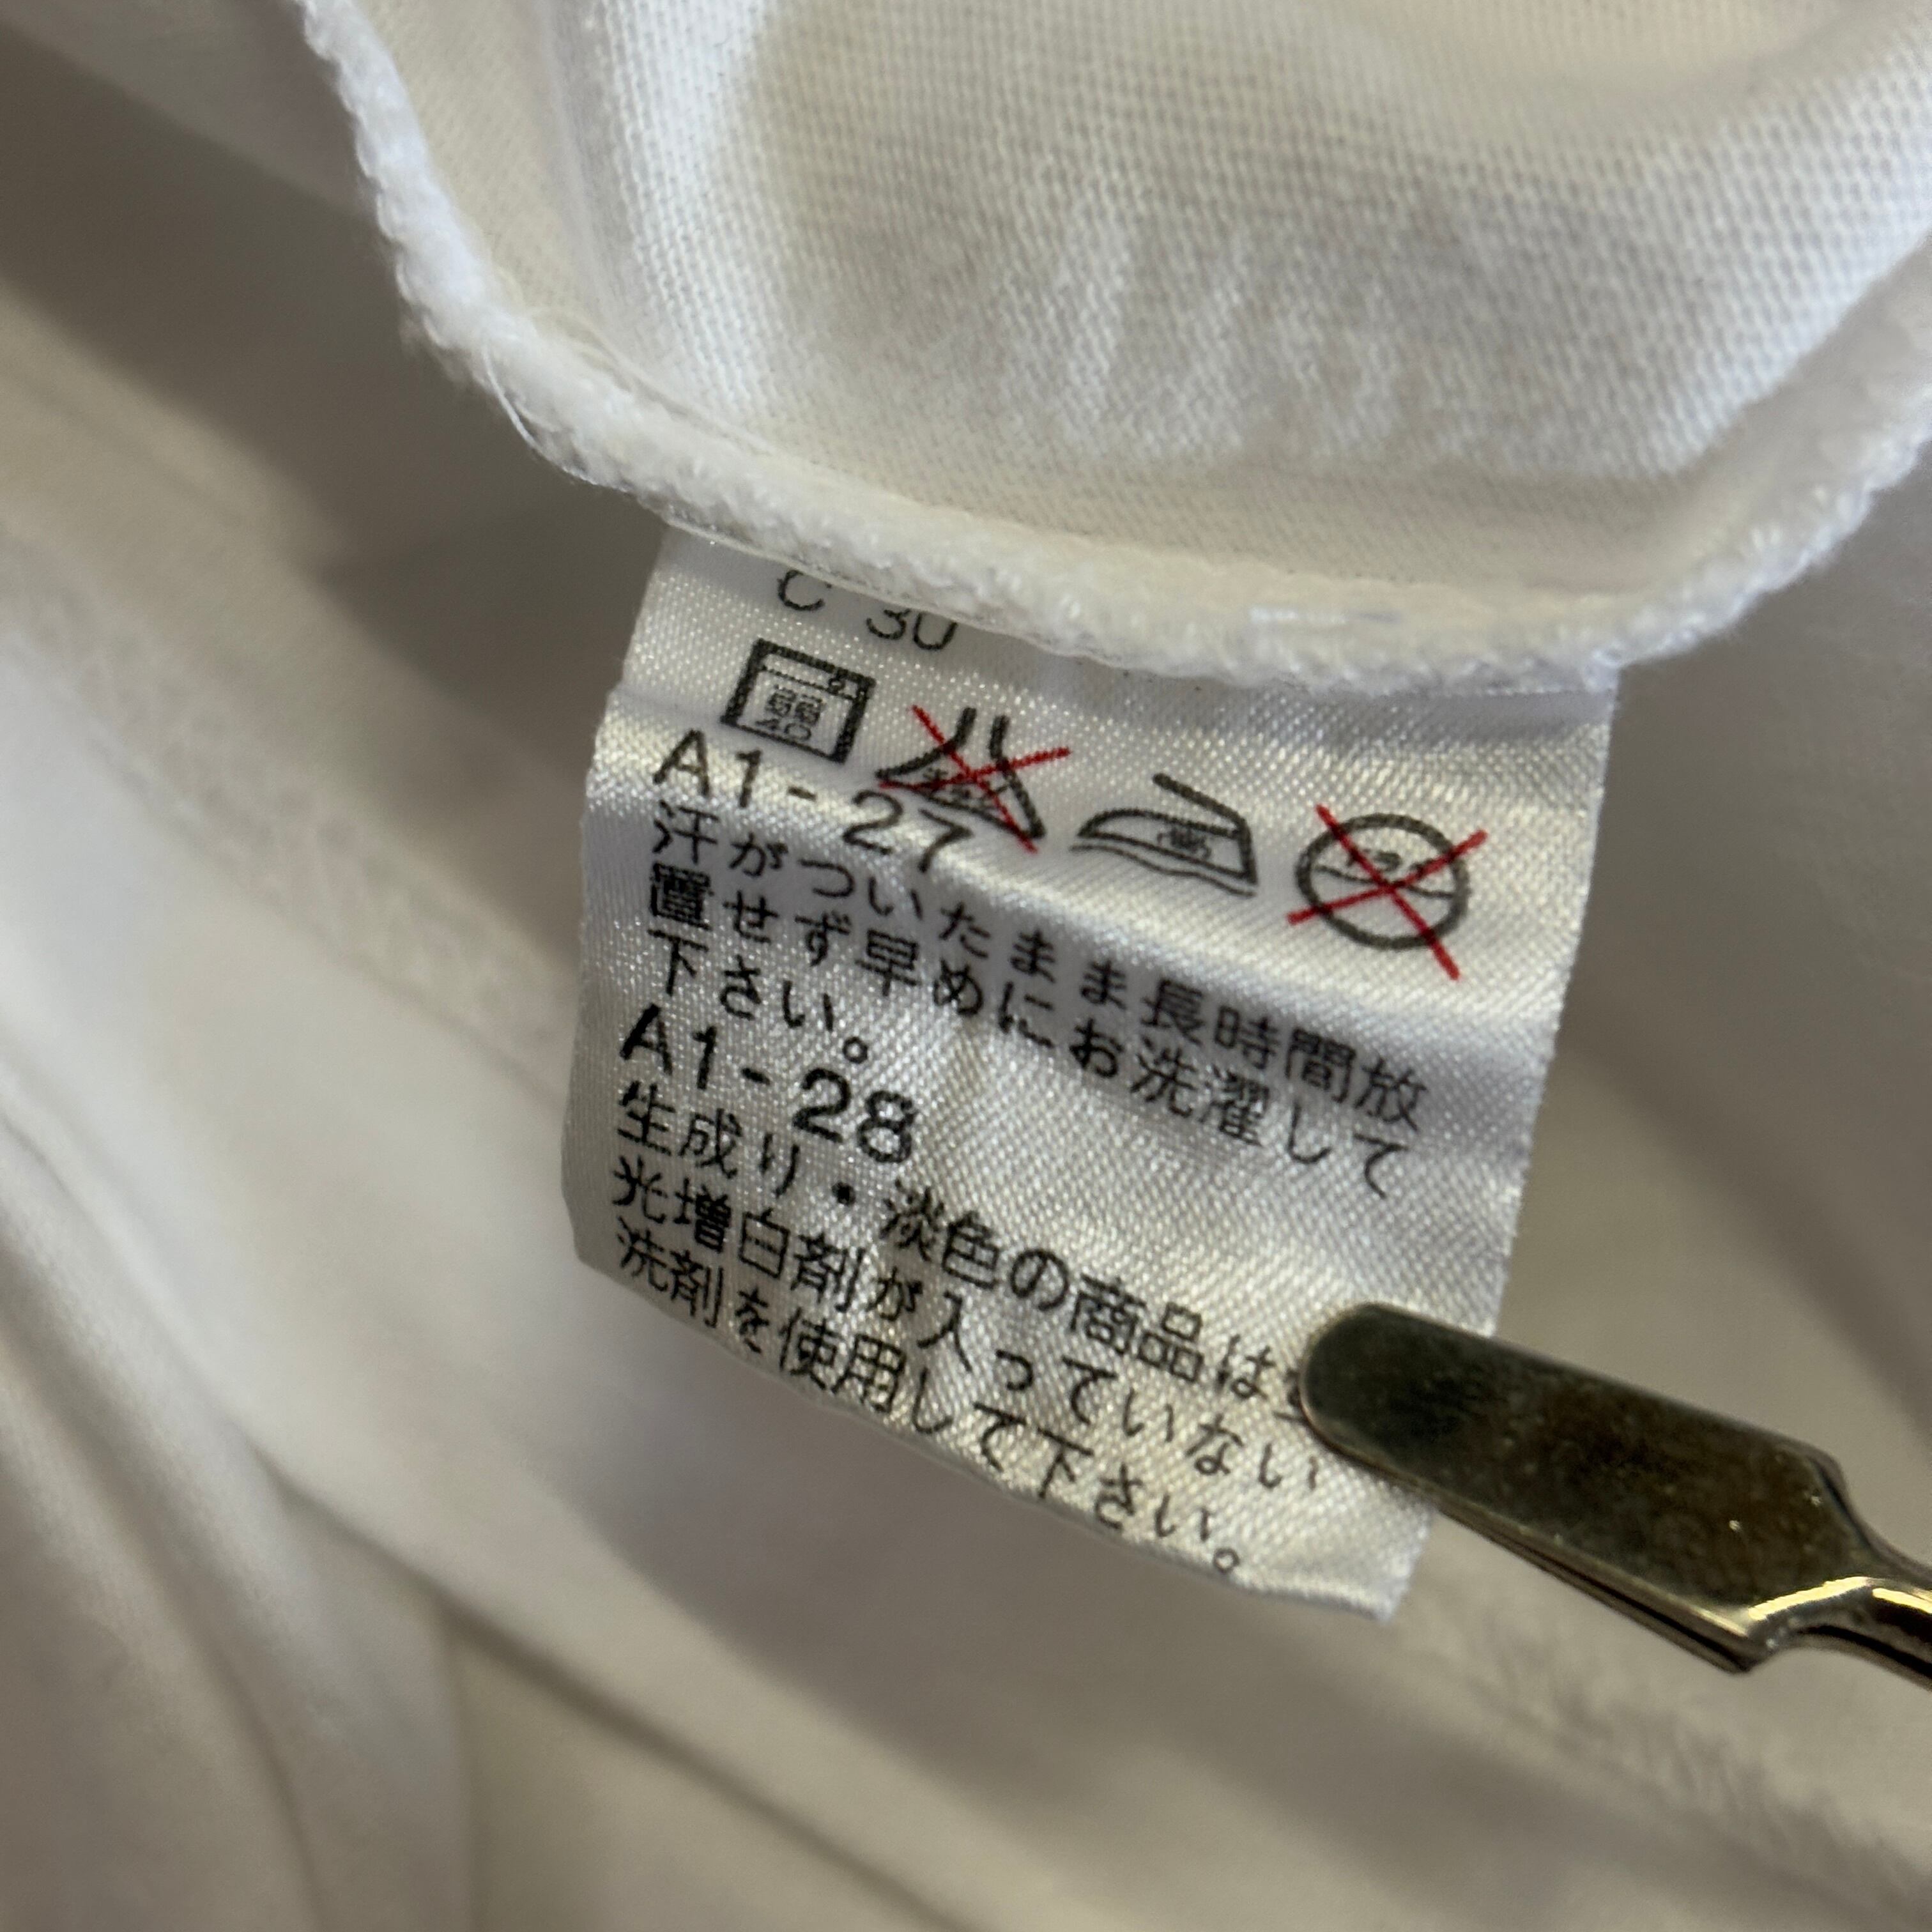 C 30
弱
40
A1-27
汗がついたまま長時間放
置せず早めにお洗濯して
下さい。
A1-28
生成り・淡色の商品は
光増白剤が入っていない
洗剤を使用して下さい。